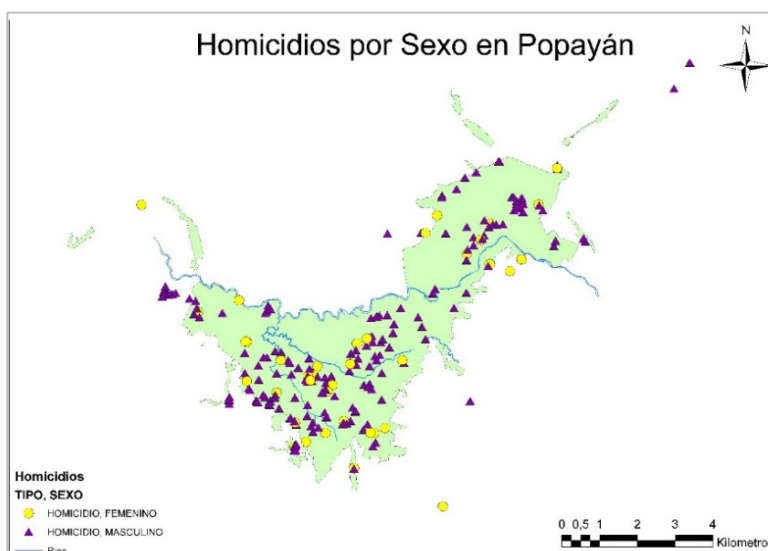 Homicidios por Sexo en Popayán
N
Homicidios
TIPO, SEXO
HOMICIDIO, FEMENINO
HOMICIDIO, MASCULINO
0 0,5 1 2 3 4
Kilometro